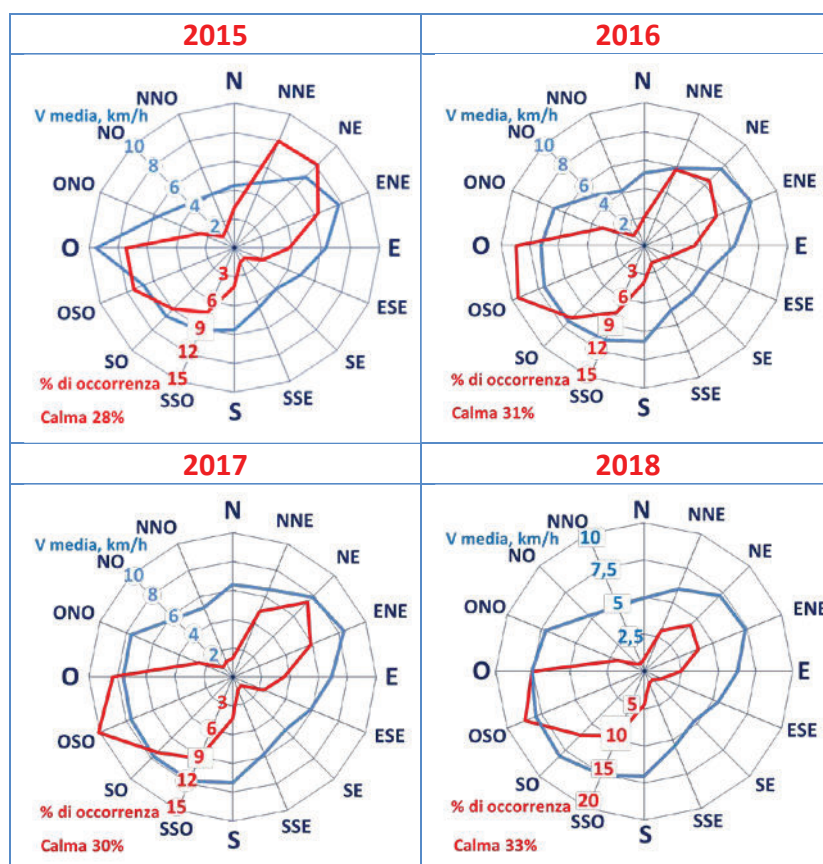 2015
2016
N
NNO
NNE
V media, km/h
NO
NE
10
8
6
ONO
4
ENE
2
O
E
3
OSO
6
ESE
9
SO
12
SE
% di occorrenza
15
SSO
SSE
S
Calma 28%
N
NNO
NNE
V media, km/h
NO
NE
10
8
6
ONO
4
ENE
2
O
E
3
OSO
6
ESE
9
SO
12
SE
% di occorrenza
15
SSO
SSE
S
Calma 31%
2017
2018
N
NNO
NNE
V media, km/h
NO
NE
10
8
6
ONO
4
ENE
2
O
E
3
OSO
6
ESE
9
SO
12
SE
% di occorrenza
15
SSO
SSE
S
Calma 30%
N
NNO
NNE
V media, km/h
10
NO
NE
7,5
5
ONO
ENE
2,5
O
E
5
OSO
ESE
10
SO
15
SE
% di occorrenza
20
SSO
SSE
S
Calma 33%